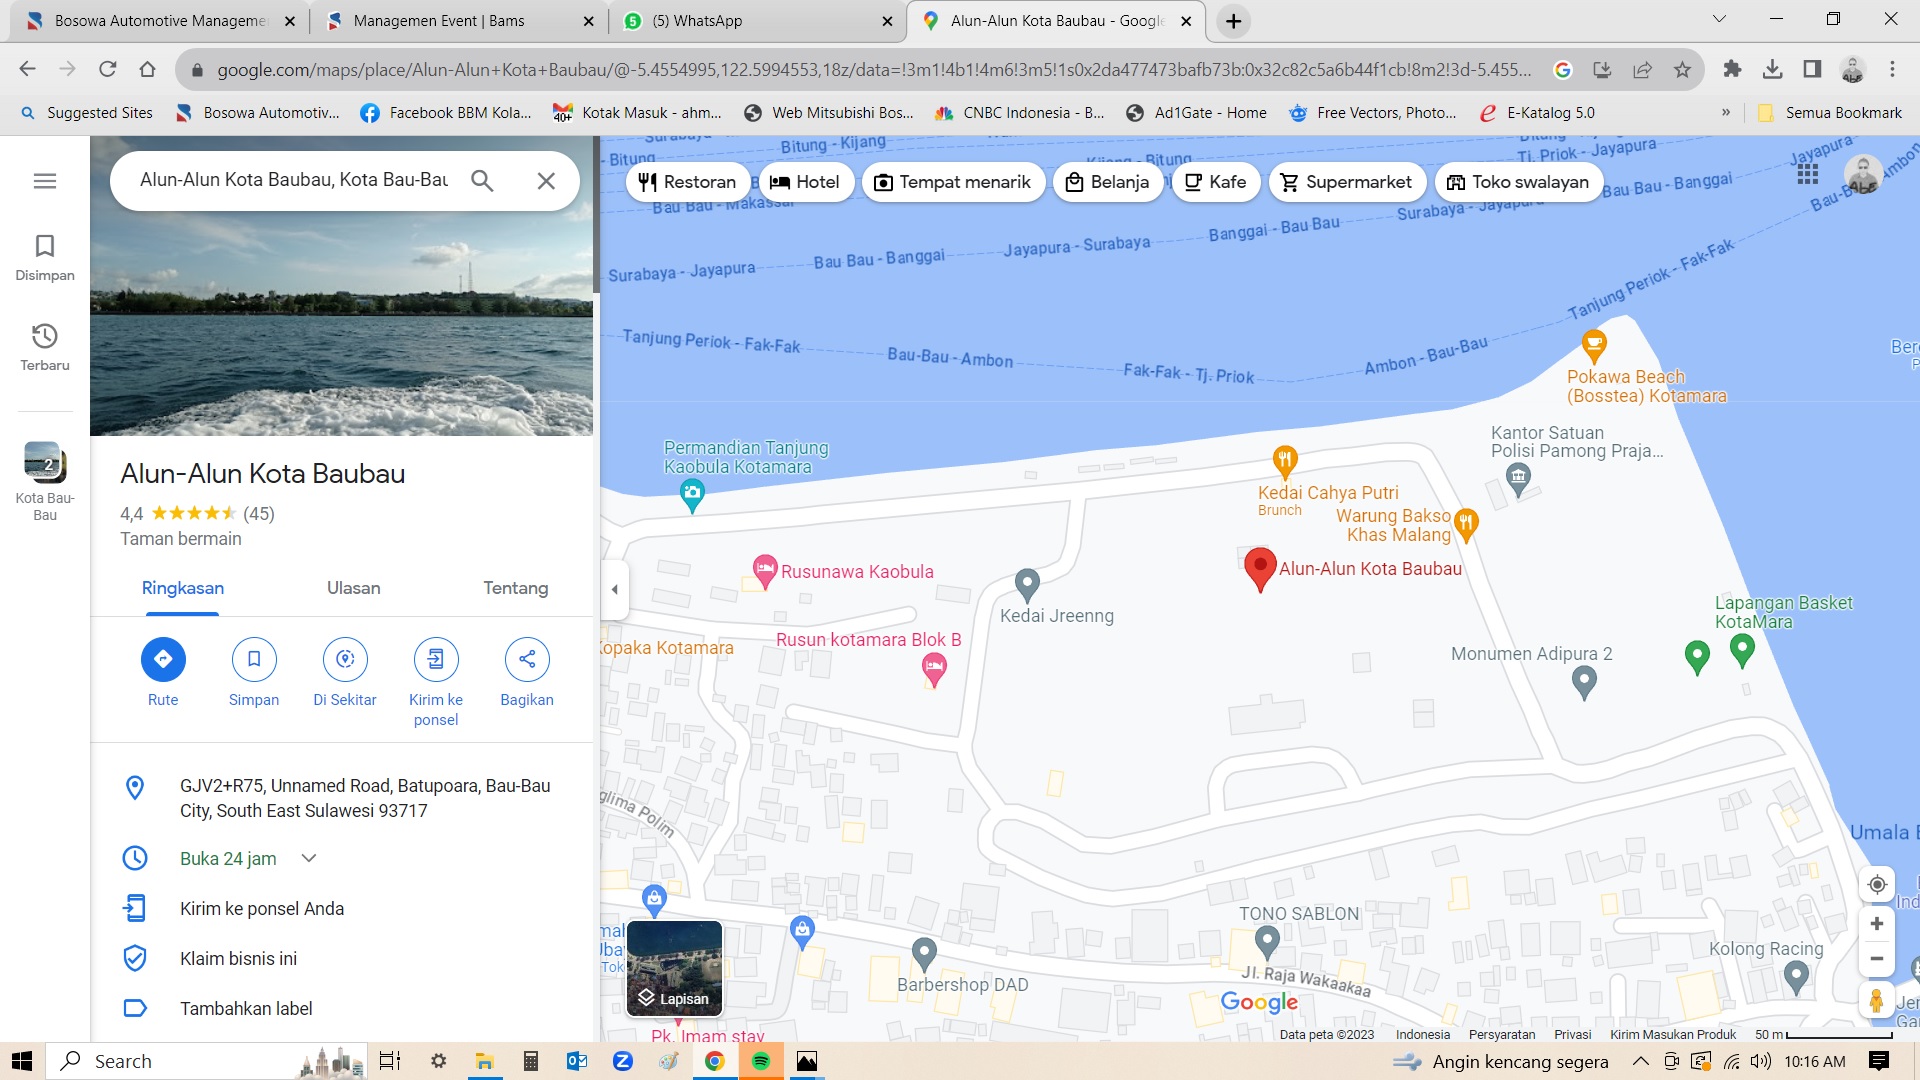 Bosowa Automotive Manageme
Managemen Event | Bams
(5) WhatsApp
Alun-Alun Kota Baubau - Google
google.com/maps/place/Alun-Alun+Kota+Baubau/@-5.4554995,122.5994553,18z/data=!3m1!4b1!4m6!3m5!1s0x2da477473bafb73b:0x32c82c5a6b44f1cb!8m2!3d-5.455...
Suggested Sites
Bosowa Automotiv...
Facebook BBM Kola...
40+
Kotak Masuk - ahm...
Web Mitsubishi Bos...
CNBC Indonesia - B...
Ad1Gate - Home
Free Vectors, Photo...
E-Katalog 5.0
»
Semua Bookmark
Alun-Alun Kota Baubau, Kota Bau-Bau
Disimpan
Terbaru
2
Kota Bau-
Bau
Alun-Alun Kota Baubau
4,4
(45)
Taman bermain
Ringkasan
Ulasan
Tentang
Rute
Simpan
Di Sekitar
Kirim ke
ponsel
Bagikan
GJV2+R75, Unnamed Road, Batupoara, Bau-Bau
City, South East Sulawesi 93717
Buka 24 jam
Kirim ke ponsel Anda
Klaim bisnis ini
Tambahkan label
Restoran
Hotel
Tempat menarik
Belanja
Kafe
Supermarket
Toko swalayan
- Bitung
Bitung - Kijang
Kijang - Bitung
Tj. Priok - Jayapura
Jayapura -
Bau Bau - Makassar
Surabaya - Jayapura
Bau Bau - Banggai
Bau-Bau - Ambon
Surabaya - Jayapura
Bau Bau - Banggai
Jayapura - Surabaya
Banggai - Bau Bau
Tanjung Periok - Fak-Fak
Tanjung Periok - Fak-Fak
Bau-Bau - Ambon
Fak-Fak - Tj. Priok
Ambon - Bau-Bau
Pokawa Beach
(Bosstea) Kotamara
Permandian Tanjung
Kaobula Kotamara
Kantor Satuan
Polisi Pamong Praja...
Kedai Cahya Putri
Brunch
Warung Bakso
Khas Malang
Alun-Alun Kota Baubau
Rusunawa Kaobula
Kedai Jreenng
Rusun kotamara Blok B
opaka Kotamara
Lapangan Basket
KotaMara
Monumen Adipura 2
glima Polim
Umala
TONO SABLON
Kolong Racing
Barbershop DAD
Jl. Raja Wakaakaa
Pk. Imam stay
Lapisan
Google
Data peta ©2023
Indonesia
Persyaratan
Privasi
Kirim Masukan Produk
50 m
Search
Angin kencang segera
10:16 AM